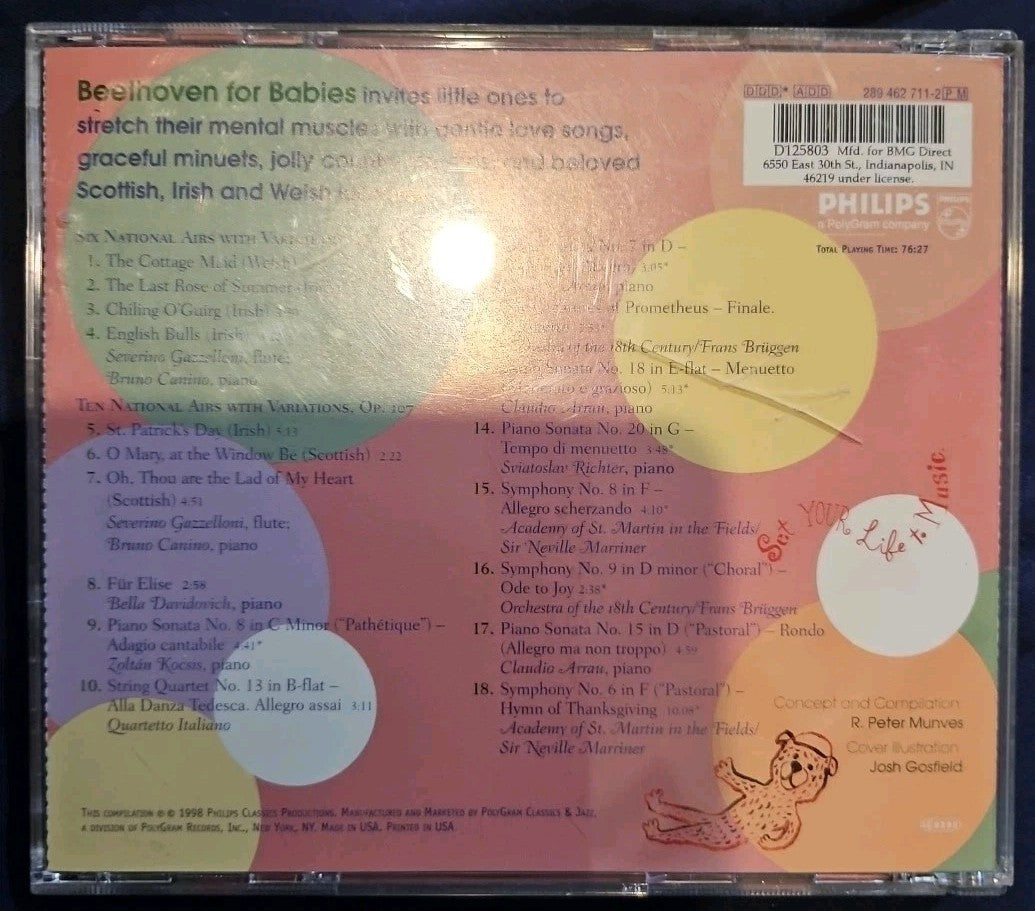 Beethoven for Babies invites little ones to
stretch their mental muscles with gentle love songs,
graceful minuets, jolly and beloved
Scottish, Irish and Welsh
SIX NATIONAL AIRS WITH
1. The Cottage Maid (Welsh)
2. The Last Rose of Summer
3. Chiling O'Guirg (Irish)
4. English Bulls (Irish)
Severino Gazzelloni, flute;
Bruno Canino, piano
TEN NATIONAL AIRS WITH VARIATIONS, OP. 107
5. St. Patrick's Day (Irish) 5:13
6. O Mary, at the Window Be (Scottish) 2:22
7. Oh, Thou are the Lad of My Heart
(Scottish) 4:51
Severino Gazzelloni, flute;
Bruno Canino, piano
8. Für Elise 2:58
Bella Davidovich, piano
9. Piano Sonata No. 8 in C Minor ("Pathétique") –
Adagio cantabile 4:41*
Zoltán Kocsis, piano
10. String Quartet No. 13 in B-flat –
Alla Danza Tedesca. Allegro assai 3:11
Quartetto Italiano
No. 7 in D –
3:05*
Arrau, piano
of Prometheus – Finale.
of the 18th Century/Frans Brüggen
Sonata No. 18 in E-flat – Menuetto
e grazioso) 5:13*
Claudio Arrau, piano
14. Piano Sonata No. 20 in G –
Tempo di menuetto 3:48*
Sviatoslav Richter, piano
15. Symphony No. 8 in F –
Allegro scherzando 4:10*
Academy of St. Martin in the Fields/
Sir Neville Marriner
16. Symphony No. 9 in D minor ("Choral") –
Ode to Joy 2:38*
Orchestra of the 18th Century/Frans Brüggen
17. Piano Sonata No. 15 in D ("Pastoral") – Rondo
(Allegro ma non troppo) 4:59
Claudio Arrau, piano
18. Symphony No. 6 in F ("Pastoral") –
Hymn of Thanksgiving 10:08*
Academy of St. Martin in the Fields/
Sir Neville Marriner
DDD* ADD 289 462 711-2 PM
D125803 Mfd. for BMG Direct
6550 East 30th St., Indianapolis, IN
46219 under license.
PHILIPS
PHILIPS
a PolyGram company
TOTAL PLAYING TIME: 76:27
Set YOUR Life to Music
Concept and Compilation:
R. Peter Munves
Cover Illustration:
Josh Gosfield
THIS COMPILATION ℗ © 1998 PHILIPS CLASSICS PRODUCTIONS. MANUFACTURED AND MARKETED BY POLYGRAM CLASSICS & JAZZ,
A DIVISION OF POLYGRAM RECORDS, INC., NEW YORK, NY. MADE IN USA. PRINTED IN USA.